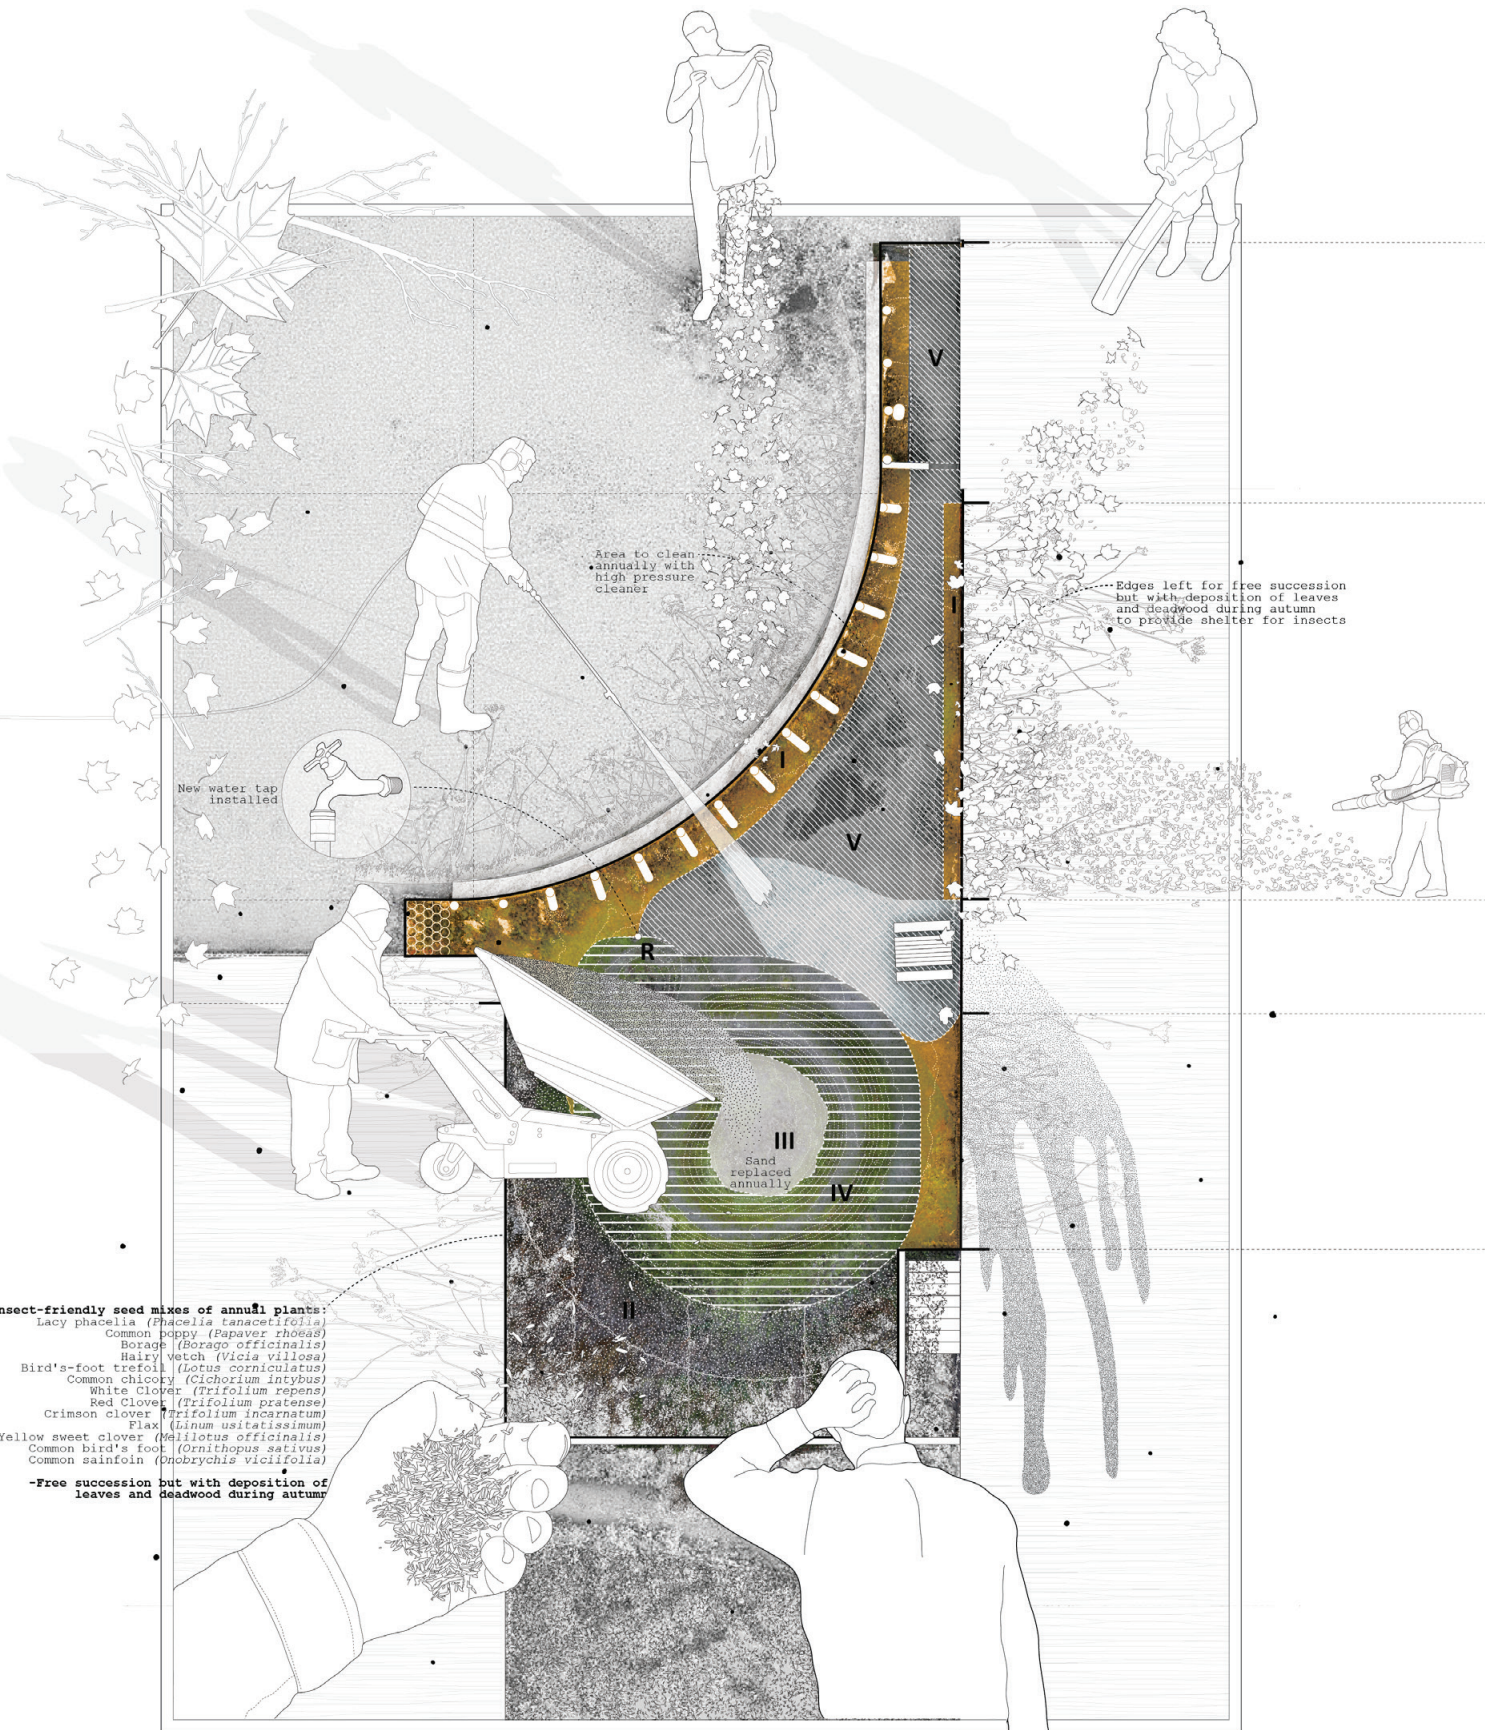 V
Area to clean
annually with
high pressure
cleaner
I
Edges left for free succession
but with deposition of leaves
and deadwood during autumn
to provide shelter for insects
I
New water tap
installed
V
R
III
Sand
replaced
annually
IV
II
nsect-friendly seed mixes of annual plants:
Lacy phacelia (Phacelia tanacetifolia)
Common poppy (Papaver rhoeas)
Borage (Borago officinalis)
Hairy vetch (Vicia villosa)
Bird's-foot trefoil (Lotus corniculatus)
Common chicory (Cichorium intybus)
White Clover (Trifolium repens)
Red Clover (Trifolium pratense)
Crimson clover (Trifolium incarnatum)
Flax (Linum usitatissimum)
Yellow sweet clover (Melilotus officinalis)
Common bird's foot (Ornithopus sativus)
Common sainfoin (Onobrychis viciifolia)
-Free succession but with deposition of
leaves and deadwood during autumn